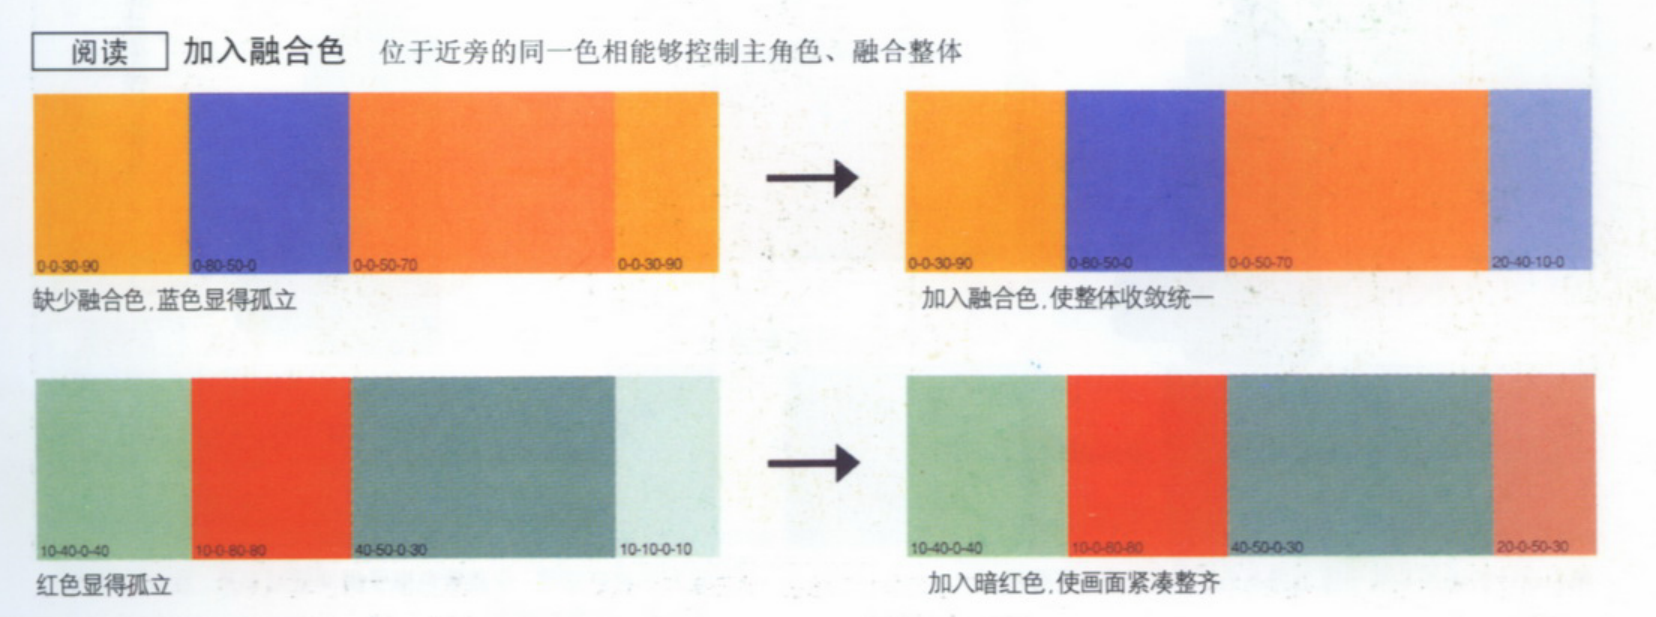 阅读 加入融合色 位于近旁的同一色相能够控制主角色、融合整体
0-0-30-90 0-80-50-0 0-0-50-70 0-0-30-90 0-0-30-90 0-80-50-0 0-0-50-70 20-40-10-0
缺少融合色,蓝色显得孤立 加入融合色,使整体收敛统一
10-40-0-40 10-0-80-80 40-50-0-30 10-10-0-10 10-40-0-40 10-0-80-80 40-50-0-30 20-0-50-30
红色显得孤立 加入暗红色,使画面紧凑整齐